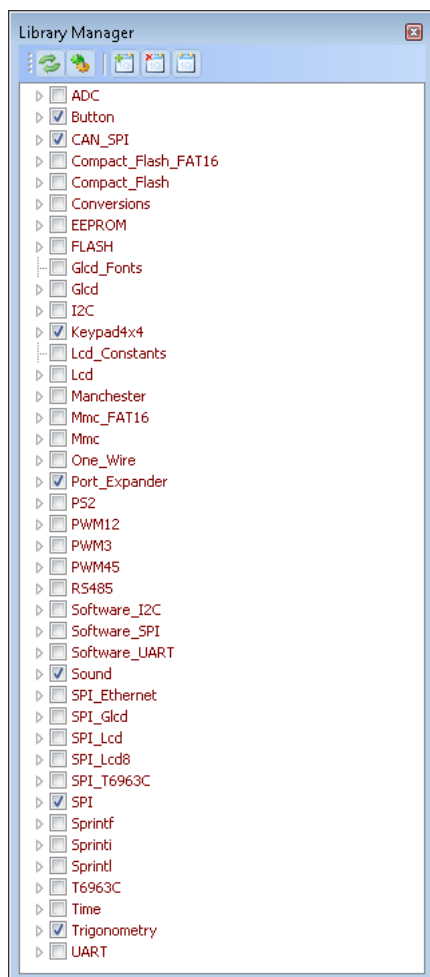 Library Manager
ADC
Button
CAN_SPI
Compact_Flash_FAT16
Compact_Flash
Conversions
EEPROM
FLASH
Glcd_Fonts
Glcd
I2C
Keypad4x4
Lcd_Constants
Lcd
Manchester
Mmc_FAT16
Mmc
One_Wire
Port_Expander
PS2
PWM12
PWM3
PWM45
RS485
Software_I2C
Software_SPI
Software_UART
Sound
SPI_Ethernet
SPI_Glcd
SPI_Lcd
SPI_Lcd8
SPI_T6963C
SPI
Sprintf
Sprinti
Sprintl
T6963C
Time
Trigonometry
UART